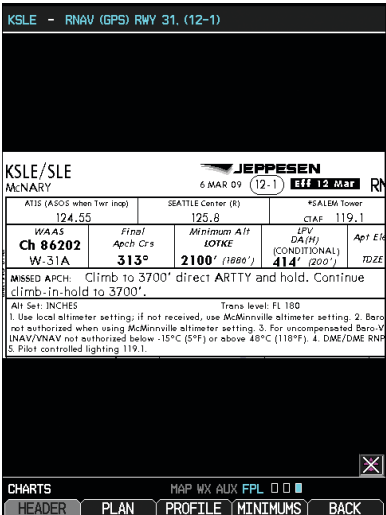 KSLE – RNAV (GPS) RWY 31, (12-1)
KSLE/SLE
McNARY
JEPPESEN
6 MAR 09 12-1 Eff 12 Mar RN
ATIS (ASOS when Twr inop) SEATTLE Center (R) *SALEM Tower
124.55 125.8 CTAF 119.1
WAAS Final Minimum Alt LPV
Ch 86202 Apch Crs LOTKE DA(H) Apt Ele
W-31A 313° 2100' (1886') (CONDITIONAL) 414' (200') TDZE
MISSED APCH: Climb to 3700' direct ARTTY and hold. Continue
climb-in-hold to 3700'.
Alt Set: INCHES Trans level: FL 180
1. Use local altimeter setting; if not received, use McMinnville altimeter setting. 2. Baro
not authorized when using McMinnville altimeter setting. 3. For uncompensated Baro-V
LNAV/VNAV not authorized below -15°C (5°F) or above 48°C (118°F). 4. DME/DME RNP
5. Pilot controlled lighting 119.1.
CHARTS MAP WX AUX FPL
HEADER PLAN PROFILE MINIMUMS BACK